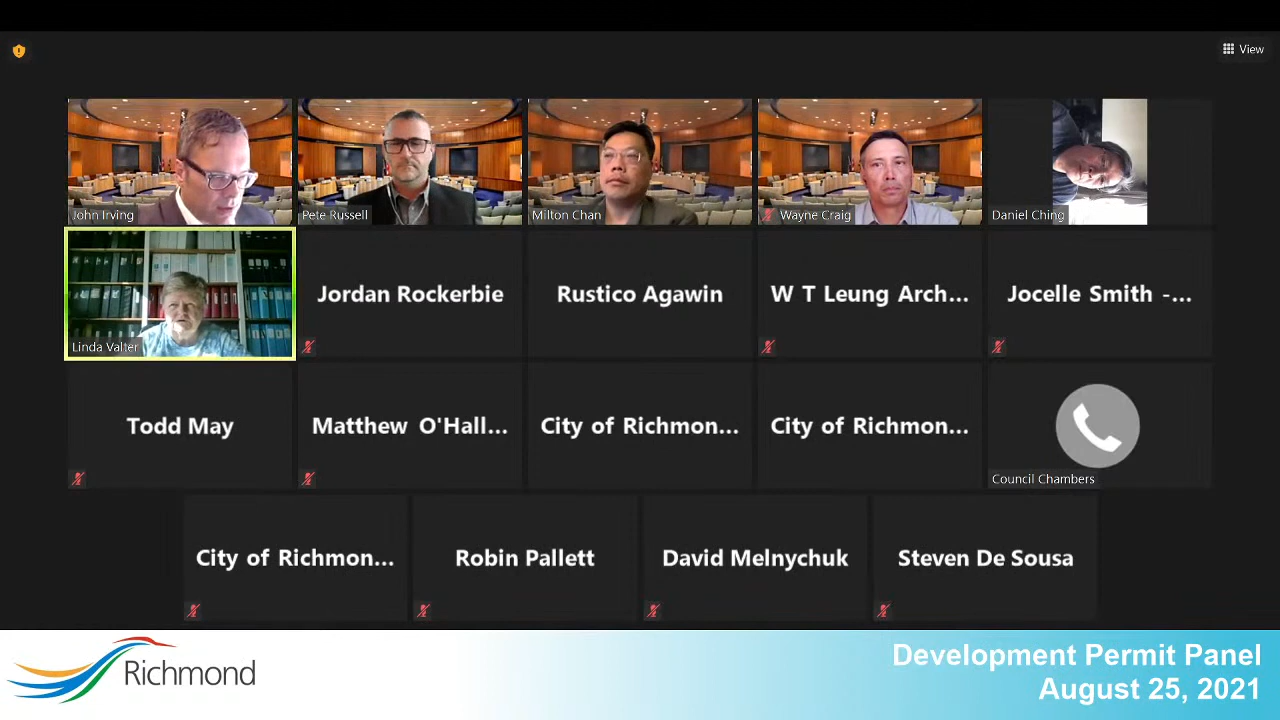 View
John Irving
Pete Russell
Milton Chan
Wayne Craig
Daniel Ching
Linda Valter
Jordan Rockerbie
Rustico Agawin
W T Leung Arch...
Jocelle Smith -...
Todd May
Matthew O'Hall...
City of Richmon...
City of Richmon...
Council Chambers
City of Richmon...
Robin Pallett
David Melnychuk
Steven De Sousa
Richmond
Development Permit Panel
August 25, 2021